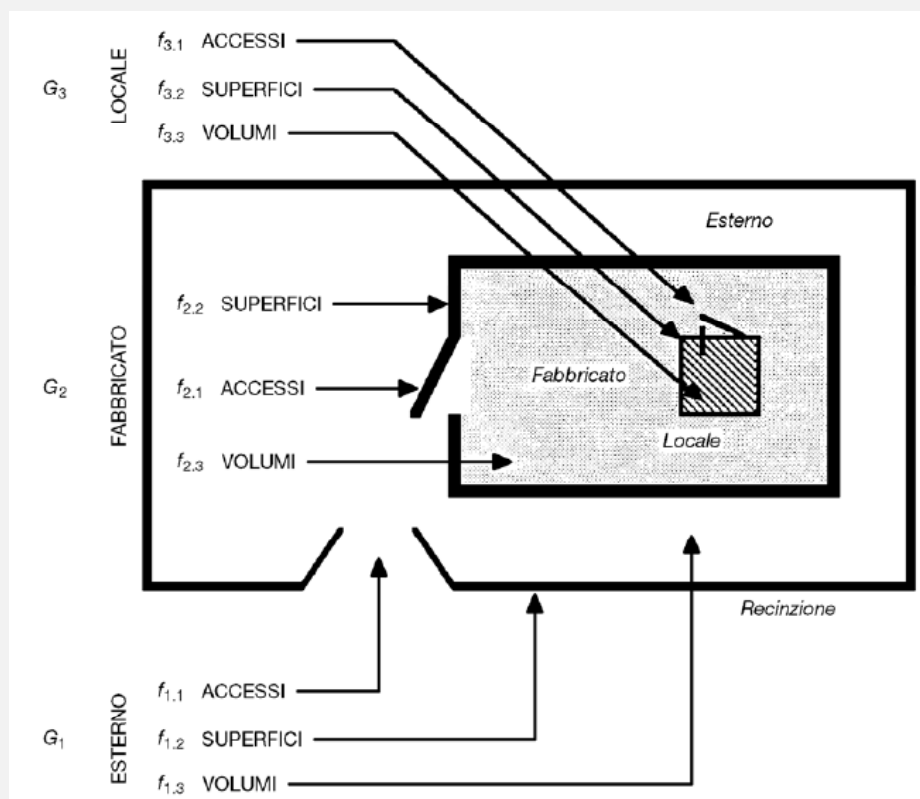 G3 LOCALE
f3.1 ACCESSI
f3.2 SUPERFICI
f3.3 VOLUMI
Esterno
G2 FABBRICATO
f2.2 SUPERFICI
f2.1 ACCESSI
f2.3 VOLUMI
Fabbricato
Locale
Recinzione
G1 ESTERNO
f1.1 ACCESSI
f1.2 SUPERFICI
f1.3 VOLUMI